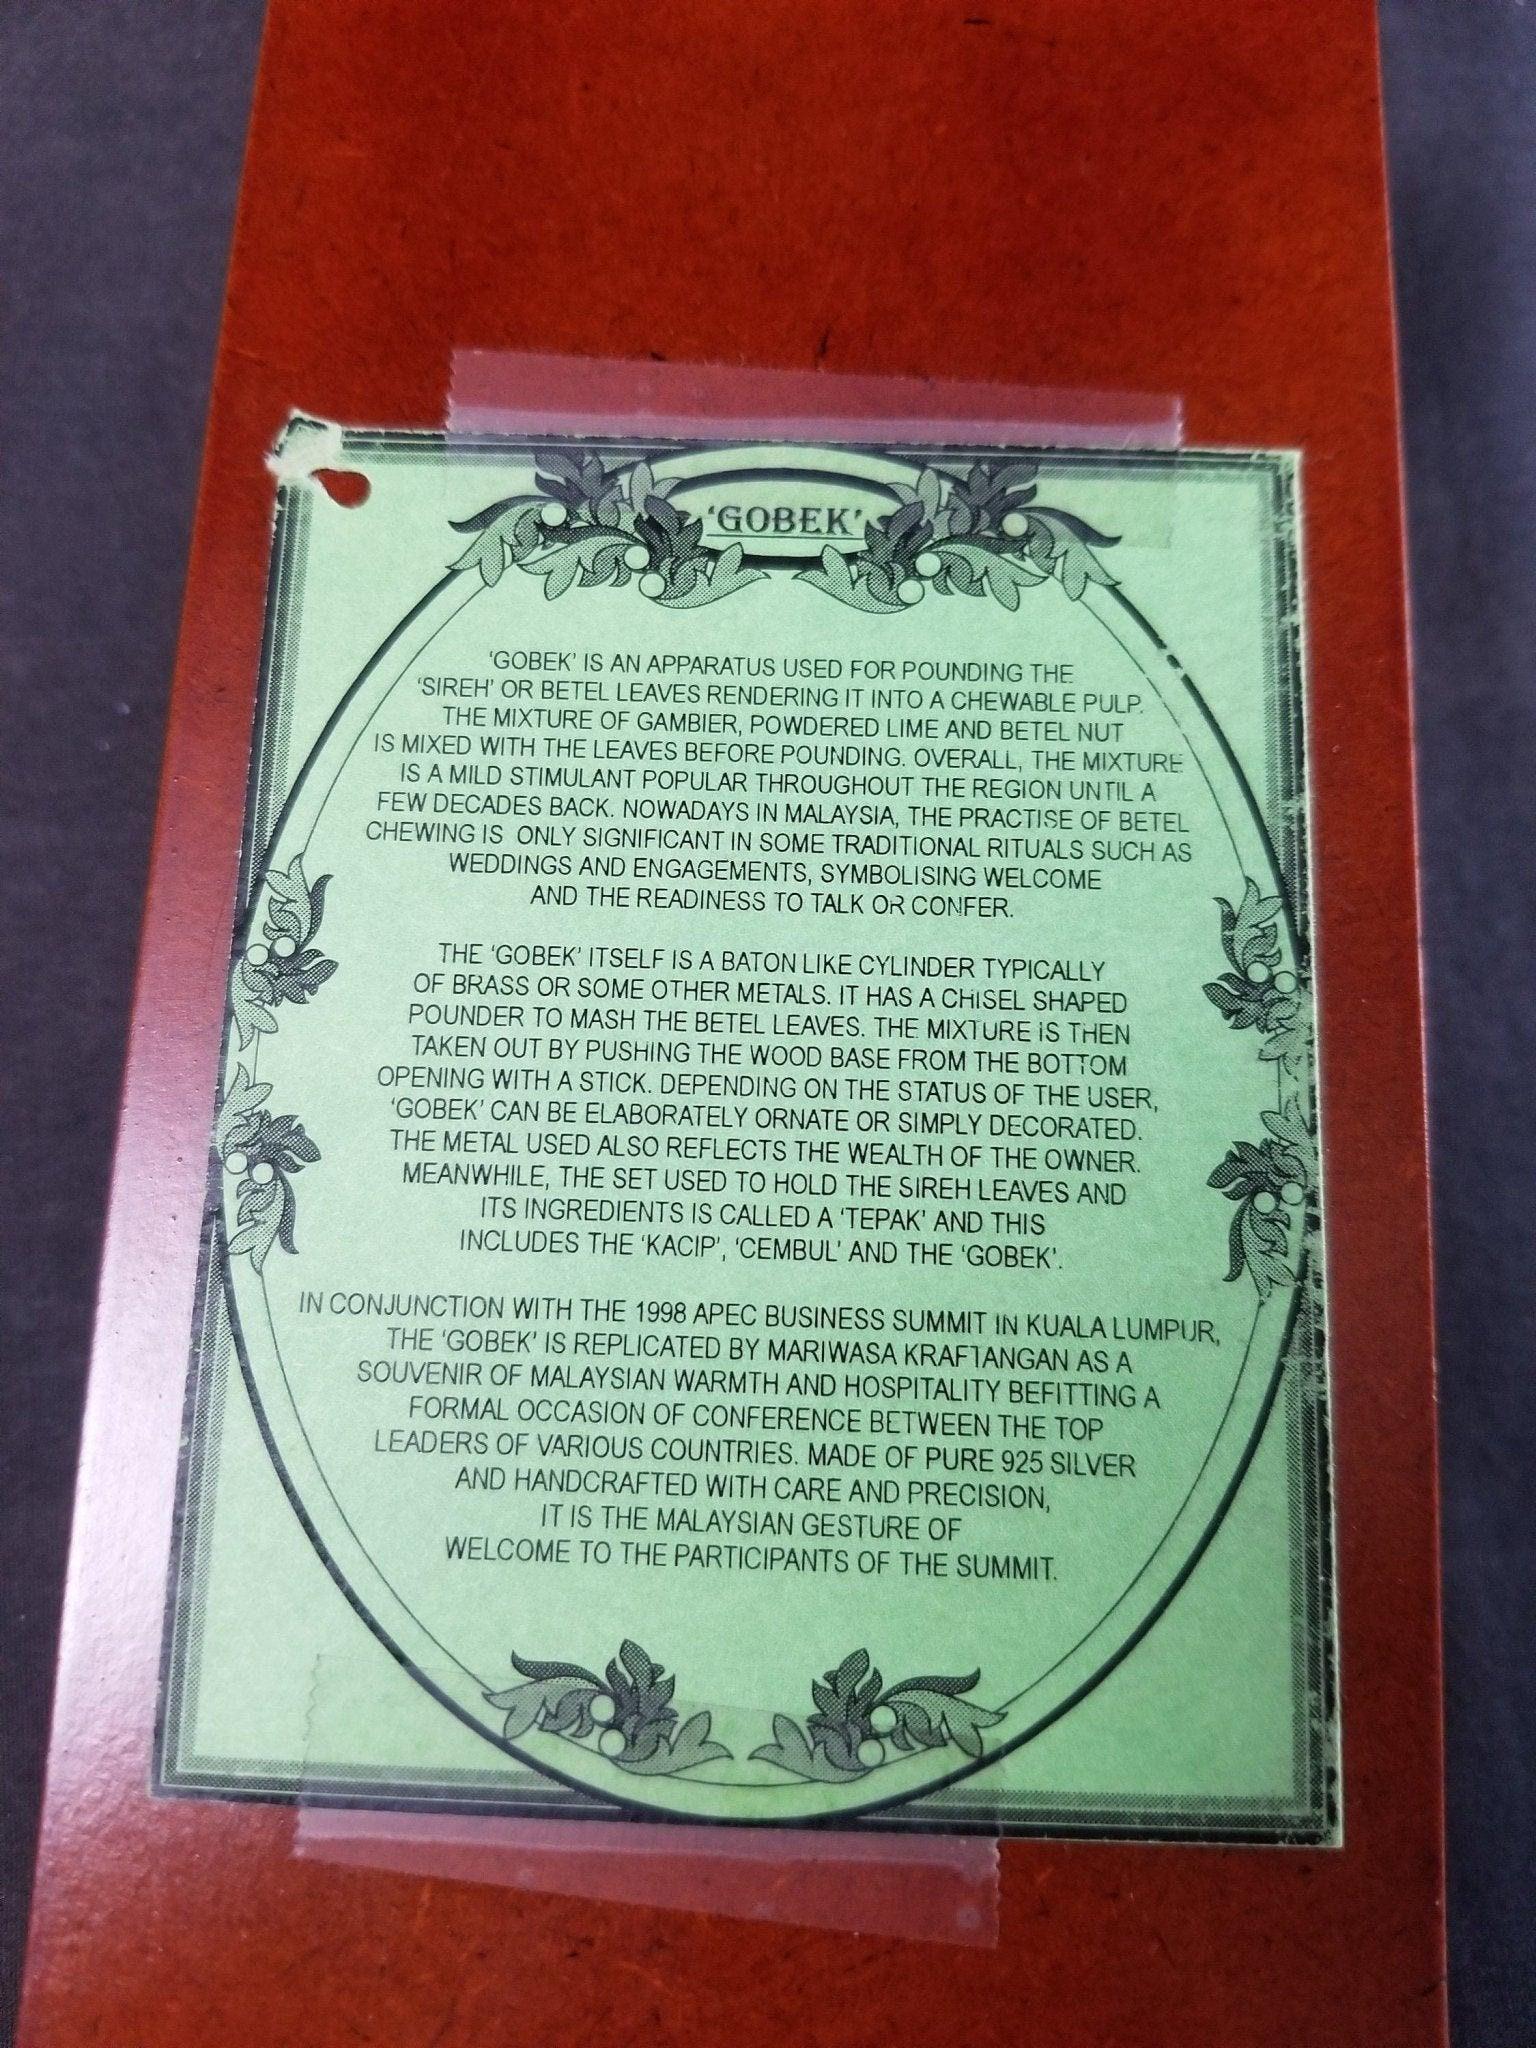 'GOBEK'
'GOBEK' IS AN APPARATUS USED FOR POUNDING THE
'SIREH' OR BETEL LEAVES RENDERING IT INTO A CHEWABLE PULP.
THE MIXTURE OF GAMBIER, POWDERED LIME AND BETEL NUT
IS MIXED WITH THE LEAVES BEFORE POUNDING. OVERALL, THE MIXTURE
IS A MILD STIMULANT POPULAR THROUGHOUT THE REGION UNTIL A
FEW DECADES BACK. NOWADAYS IN MALAYSIA, THE PRACTISE OF BETEL
CHEWING IS ONLY SIGNIFICANT IN SOME TRADITIONAL RITUALS SUCH AS
WEDDINGS AND ENGAGEMENTS, SYMBOLISING WELCOME
AND THE READINESS TO TALK OR CONFER.
THE 'GOBEK' ITSELF IS A BATON LIKE CYLINDER TYPICALLY
OF BRASS OR SOME OTHER METALS. IT HAS A CHISEL SHAPED
POUNDER TO MASH THE BETEL LEAVES. THE MIXTURE IS THEN
TAKEN OUT BY PUSHING THE WOOD BASE FROM THE BOTTOM
OPENING WITH A STICK. DEPENDING ON THE STATUS OF THE USER,
'GOBEK' CAN BE ELABORATELY ORNATE OR SIMPLY DECORATED.
THE METAL USED ALSO REFLECTS THE WEALTH OF THE OWNER.
MEANWHILE, THE SET USED TO HOLD THE SIREH LEAVES AND
ITS INGREDIENTS IS CALLED A 'TEPAK' AND THIS
INCLUDES THE 'KACIP', 'CEMBUL' AND THE 'GOBEK'.
IN CONJUNCTION WITH THE 1998 APEC BUSINESS SUMMIT IN KUALA LUMPUR,
THE 'GOBEK' IS REPLICATED BY MARIWASA KRAFTANGAN AS A
SOUVENIR OF MALAYSIAN WARMTH AND HOSPITALITY BEFITTING A
FORMAL OCCASION OF CONFERENCE BETWEEN THE TOP
LEADERS OF VARIOUS COUNTRIES. MADE OF PURE 925 SILVER
AND HANDCRAFTED WITH CARE AND PRECISION,
IT IS THE MALAYSIAN GESTURE OF
WELCOME TO THE PARTICIPANTS OF THE SUMMIT.